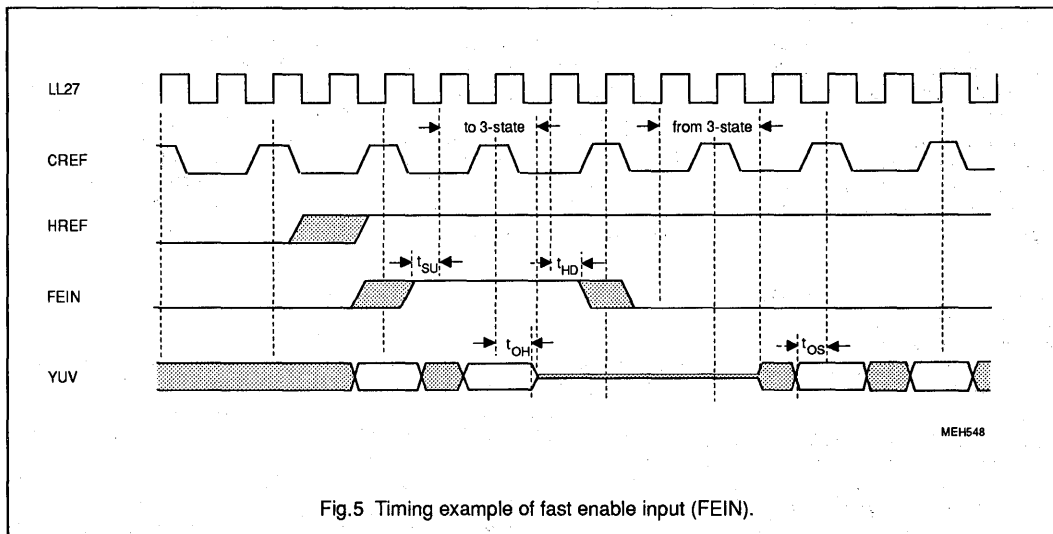 LL27
to 3-state
from 3-state
CREF
HREF
tSU
tHD
FEIN
tOH
tOS
YUV
MEH548
Fig.5 Timing example of fast enable input (FEIN).